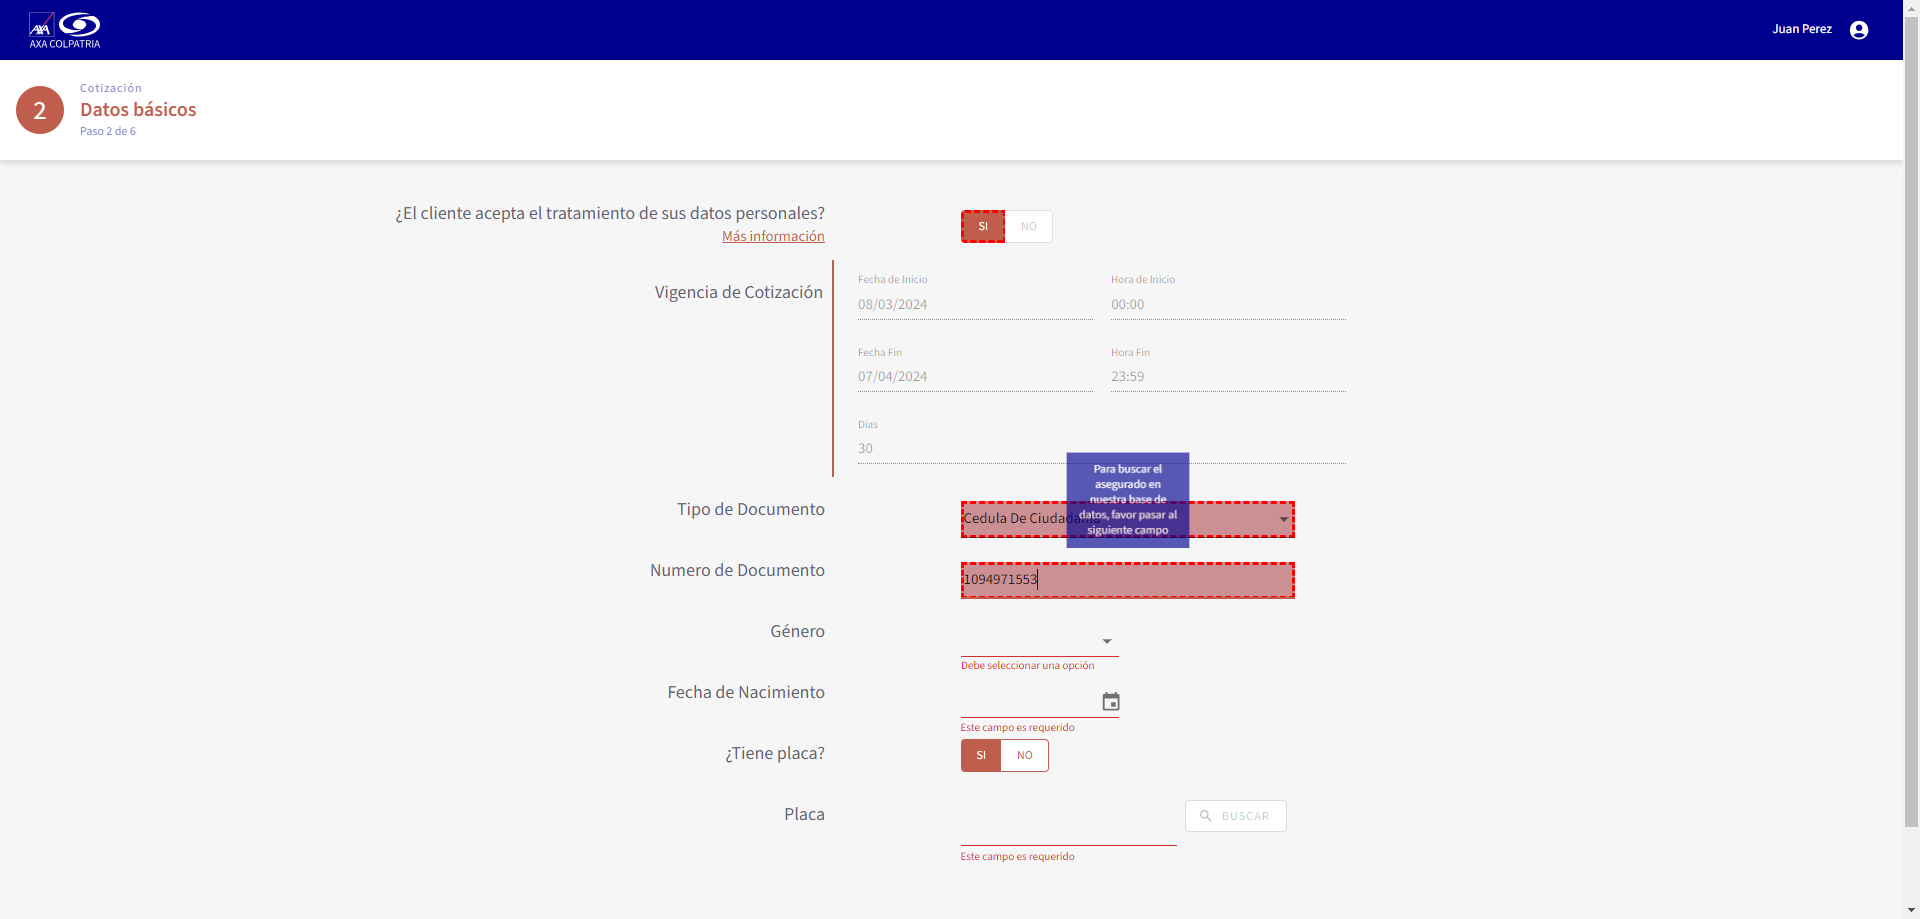 AXA
AXA COLPATRIA
Juan Perez
2
Cotización
Datos básicos
Paso 2 de 6
¿El cliente acepta el tratamiento de sus datos personales?
Más información
SI
NO
Vigencia de Cotización
Fecha de Inicio
Hora de Inicio
08/03/2024
00:00
Fecha Fin
Hora Fin
07/04/2024
23:59
Días
30
Para buscar el
asegurado en
nuestra base de
datos, favor pasar al
siguiente campo
Tipo de Documento
Cedula De Ciudadania
Numero de Documento
1094971553
Género
Debe seleccionar una opción
Fecha de Nacimiento
Este campo es requerido
¿Tiene placa?
SI
NO
Placa
BUSCAR
Este campo es requerido